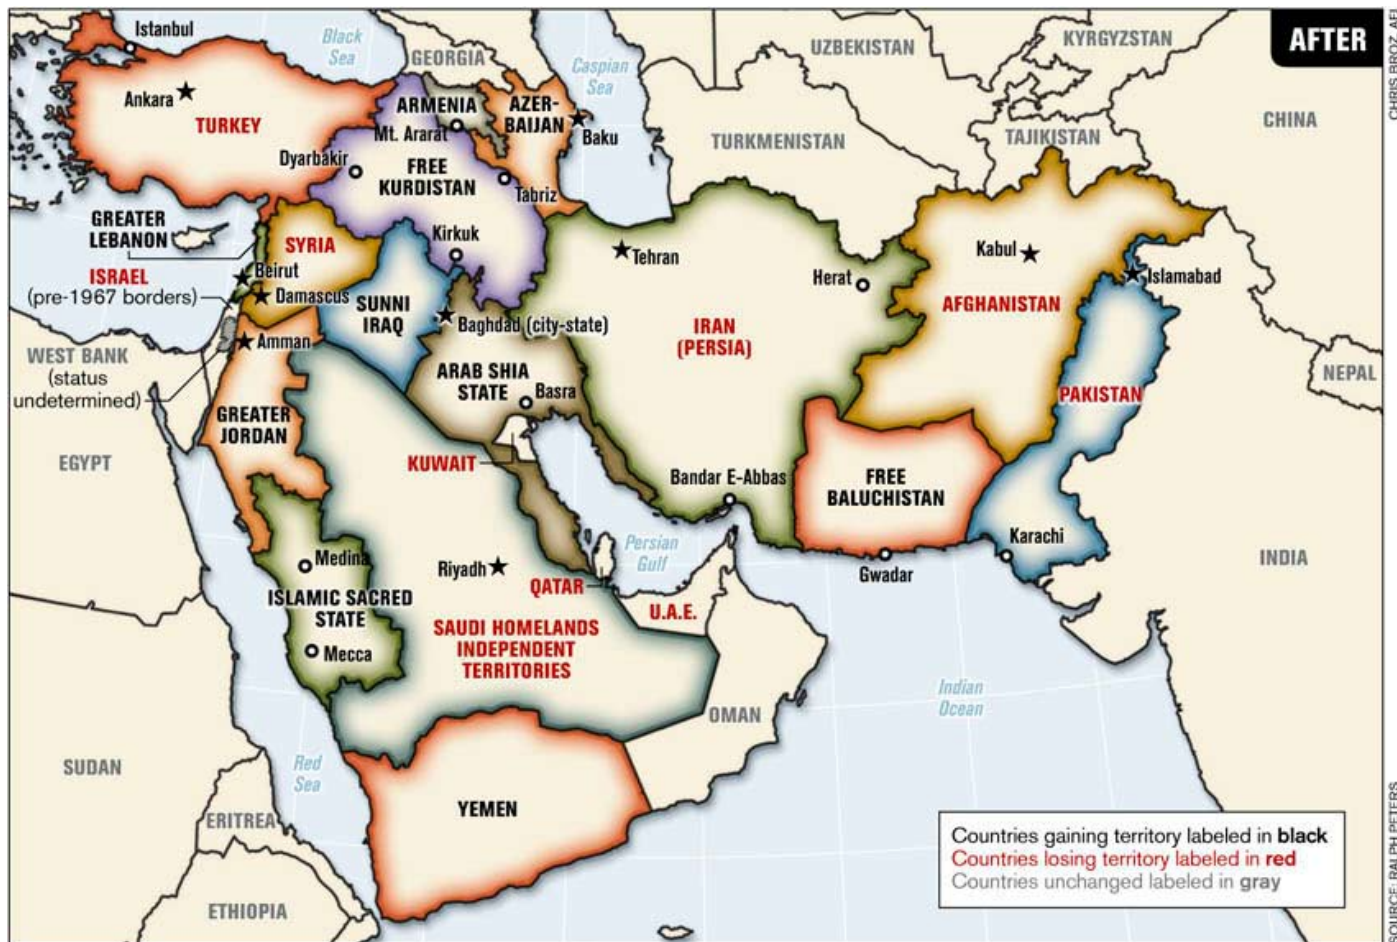 AFTER
CHRIS BROZ, AFJ
Istanbul
Black
Sea
GEORGIA
Caspian
Sea
UZBEKISTAN
KYRGYZSTAN
Ankara
TURKEY
ARMENIA
Mt. Ararat
AZER-
BAIJAN
Baku
TURKMENISTAN
TAJIKISTAN
CHINA
Dyarbakir
FREE
KURDISTAN
Tabriz
GREATER
LEBANON
SYRIA
Kirkuk
Tehran
Herat
Kabul
Islamabad
ISRAEL
(pre-1967 borders)
Beirut
Damascus
SUNNI
IRAQ
Baghdad (city-state)
IRAN
(PERSIA)
AFGHANISTAN
WEST BANK
(status
undetermined)
Amman
ARAB SHIA
STATE
Basra
PAKISTAN
NEPAL
GREATER
JORDAN
EGYPT
KUWAIT
Bandar E-Abbas
FREE
BALUCHISTAN
Karachi
Gwadar
INDIA
Medina
ISLAMIC SACRED
STATE
Mecca
Riyadh
Persian
Gulf
QATAR
U.A.E.
SAUDI HOMELANDS
INDEPENDENT
TERRITORIES
OMAN
Indian
Ocean
SUDAN
Red
Sea
YEMEN
ERITREA
ETHIOPIA
Countries gaining territory labeled in black
Countries losing territory labeled in red
Countries unchanged labeled in gray
SOURCE: RALPH PETERS